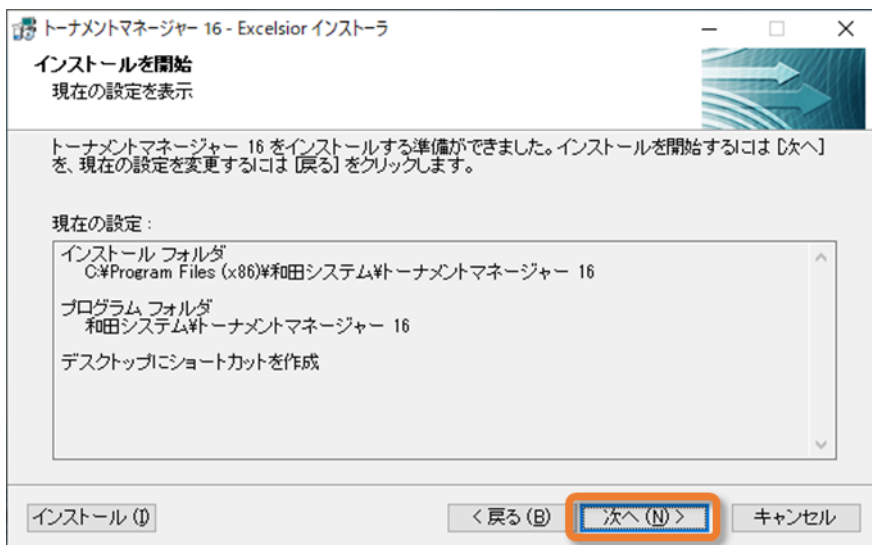 トーナメントマネージャー 16 - Excelsior インストーラ
インストールを開始
現在の設定を表示
トーナメントマネージャー 16 をインストールする準備ができました。インストールを開始するには [次へ]
を、現在の設定を変更するには [戻る] をクリックします。
現在の設定 :
インストール フォルダ
C:¥Program Files (x86)¥和田システム¥トーナメントマネージャー 16
プログラム フォルダ
和田システム¥トーナメントマネージャー 16
デスクトップにショートカットを作成
インストール (I)
< 戻る (B)
次へ (N) >
キャンセル